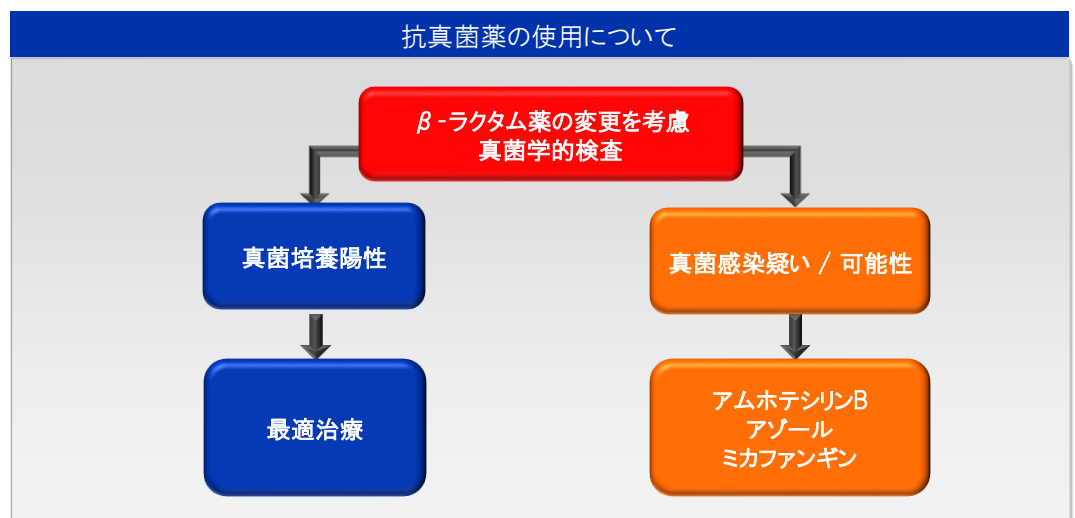 抗真菌薬の使用について
β-ラクタム薬の変更を考慮
真菌学的検査
真菌培養陽性
真菌感染疑い / 可能性
最適治療
アムホテシリンB
アゾール
ミカファンギン